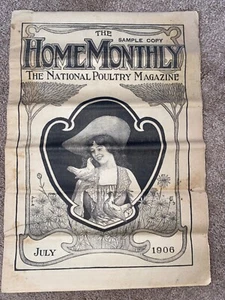 THE
SAMPLE COPY
HOME MONTHLY
THE NATIONAL POULTRY MAGAZINE
JULY 1906